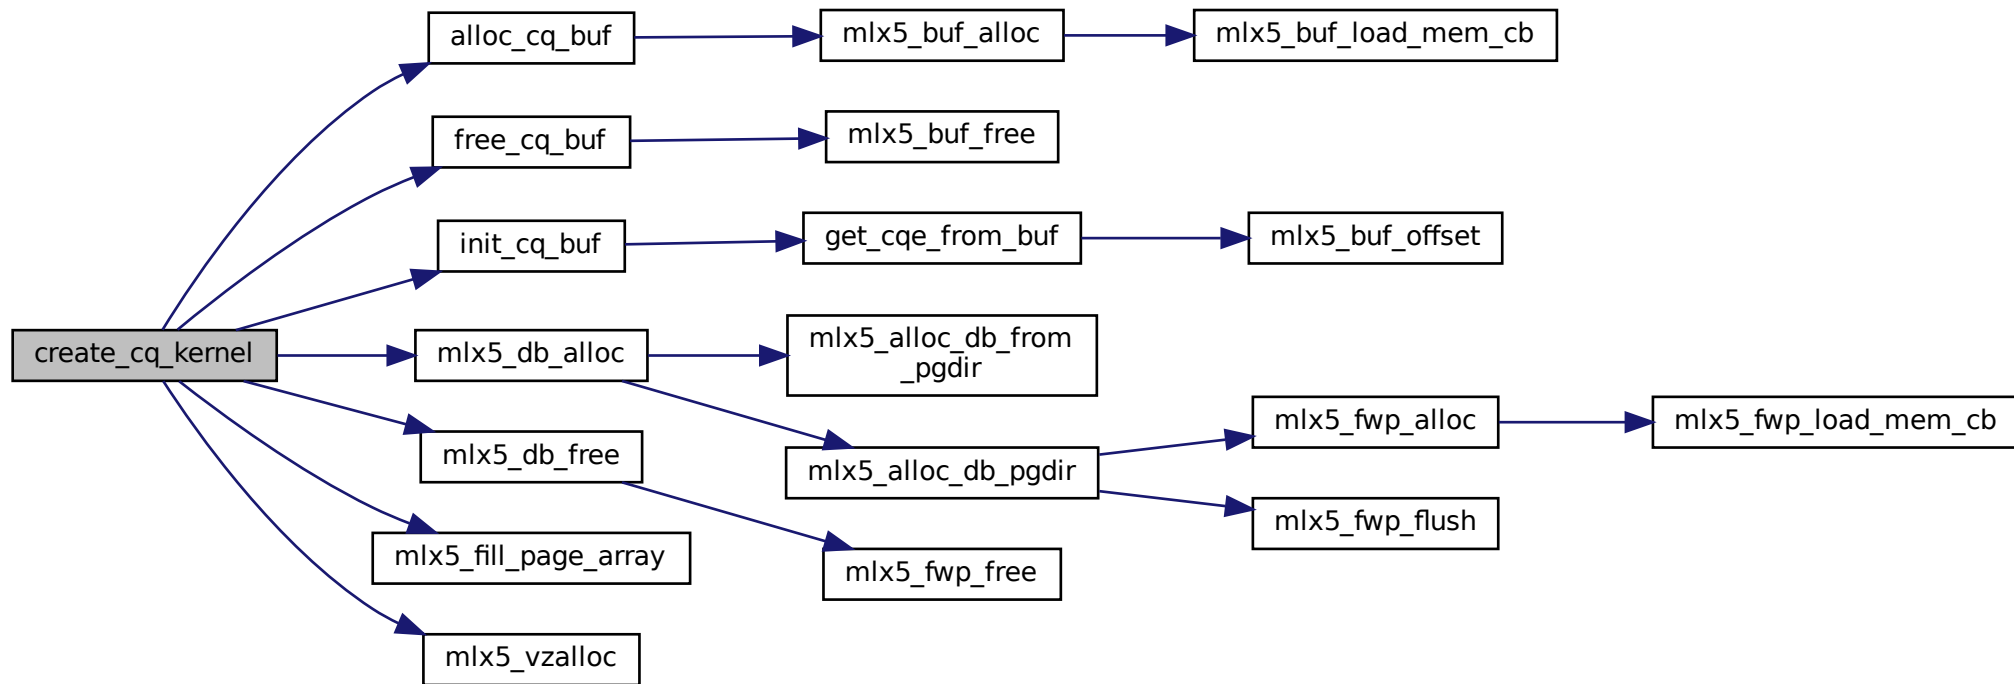 alloc_cq_buf
mlx5_buf_alloc
mlx5_buf_load_mem_cb
free_cq_buf
mlx5_buf_free
init_cq_buf
get_cqe_from_buf
mlx5_buf_offset
create_cq_kernel
mlx5_db_alloc
mlx5_alloc_db_from
_pgdir
mlx5_db_free
mlx5_alloc_db_pgdir
mlx5_fwp_alloc
mlx5_fwp_load_mem_cb
mlx5_fwp_flush
mlx5_fill_page_array
mlx5_fwp_free
mlx5_vzalloc